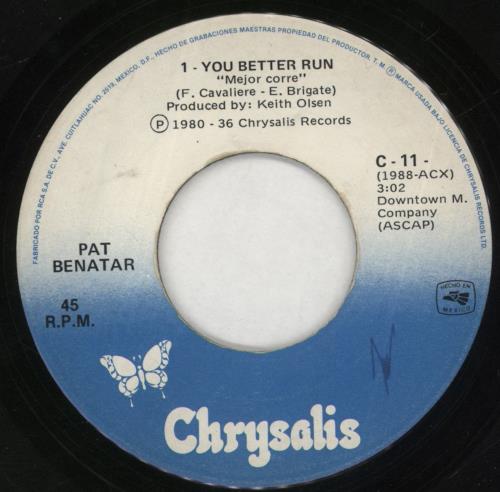 FABRICADO POR RCA S.A. DE C.V., AVE. CUITLAHUAC NO. 2519, MEXICO, D.F., HECHO DE GRABACIONES MAESTRAS PROPIEDAD DEL PRODUCTOR. T. M. ® MARCA USADA BAJO LICENCIA DE CHRYSALIS RECORDS LTD.
1 - YOU BETTER RUN
"Mejor corre"
(F. Cavaliere - E. Brigate)
Produced by: Keith Olsen
Ⓟ 1980 - 36 Chrysalis Records
C - 11 -
(1988-ACX)
3:02
Downtown M.
Company
(ASCAP)
PAT
BENATAR
45
R.P.M.
HECHO EN
MEXICO
Chrysalis